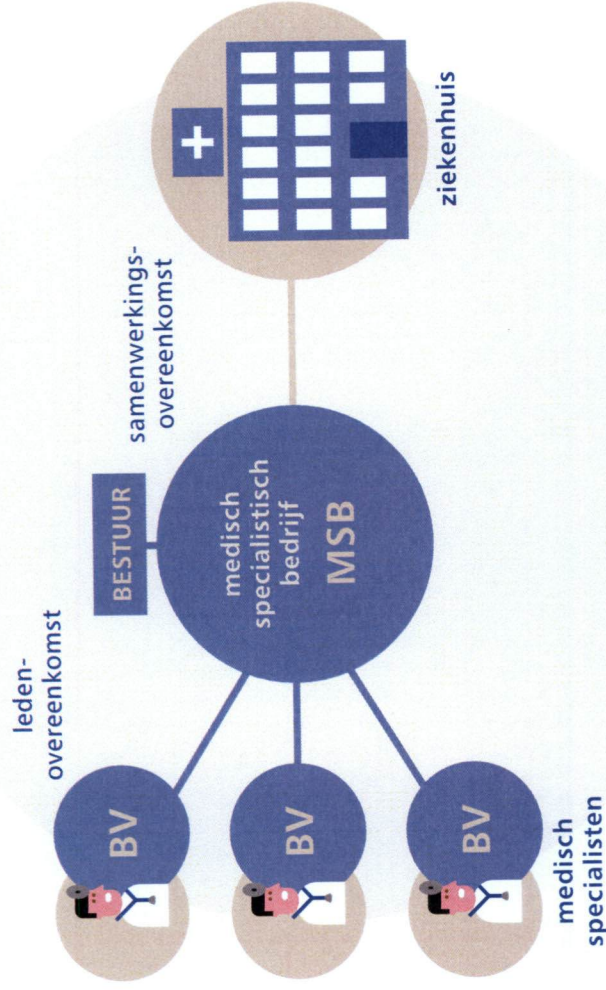 leden-
overeenkomst
BV
BV
BV
medisch
specialisten
BESTUUR
medisch
specialistisch
bedrijf
MSB
samenwerkings-
overeenkomst
ziekenhuis